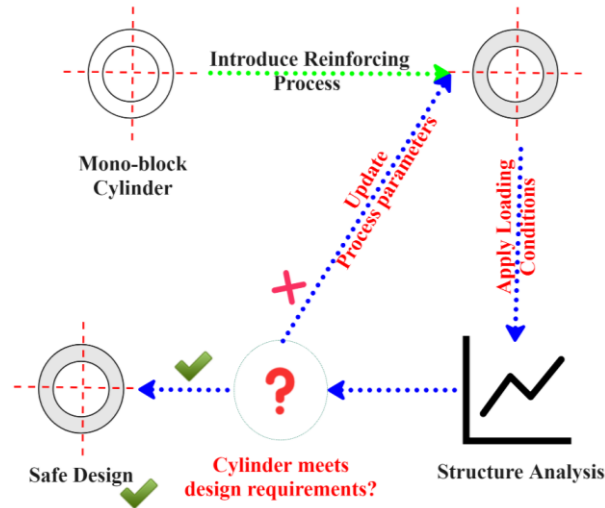 Introduce Reinforcing
Process
Mono-block
Cylinder
Update
Process parameters
Apply Loading
Conditions
?
Safe Design
Cylinder meets
design requirements?
Structure Analysis